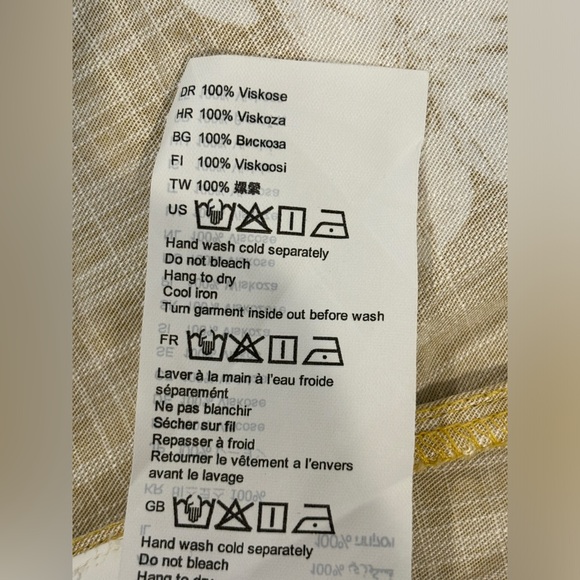 DR 100% Viskose
HR 100% Viskoza
BG 100% Вискоза
FI 100% Viskoosi
TW 100% 嫘縈
US
Hand wash cold separately
Do not bleach
Hang to dry
Cool iron
Turn garment inside out before wash
FR
Laver à la main à l'eau froide
séparément
Ne pas blanchir
Sécher sur fil
Repasser à froid
Retourner le vêtement a l'envers
avant le lavage
GB
Hand wash cold separately
Do not bleach
Hang to dry